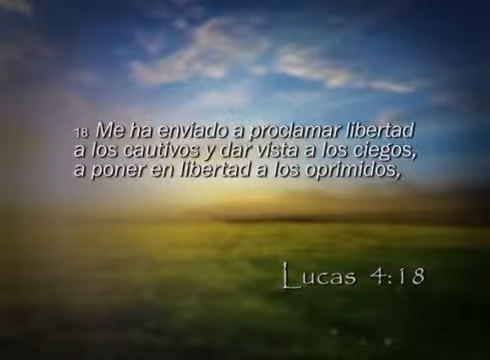 18 Me ha enviado a proclamar libertad
a los cautivos y dar vista a los ciegos,
a poner en libertad a los oprimidos,
Lucas 4:18